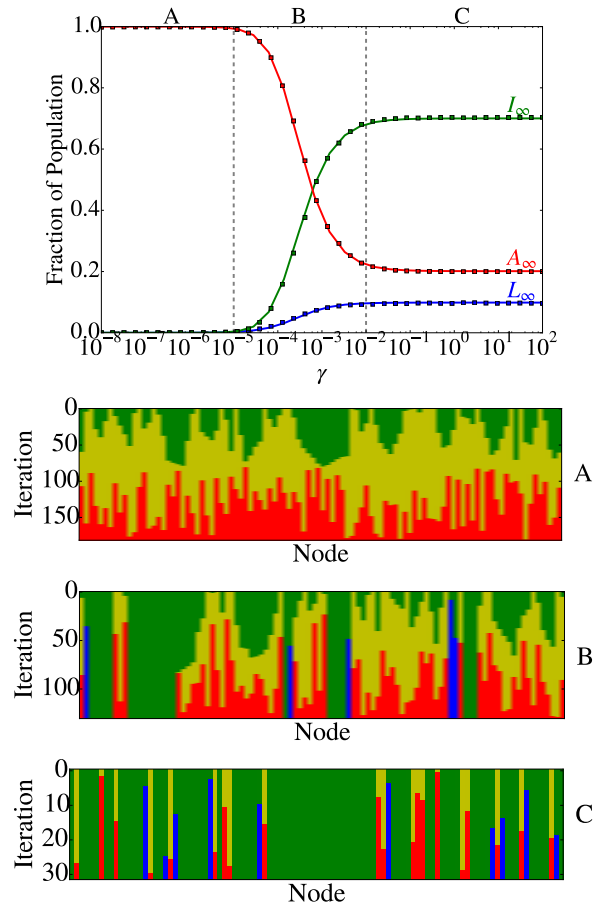 A B C
1.0
0.8
0.6
0.4
0.2
0.0
Fraction of Population
I∞
A∞
L∞
10⁻⁸ 10⁻⁷ 10⁻⁶ 10⁻⁵ 10⁻⁴ 10⁻³ 10⁻² 10⁻¹ 10⁰ 10¹ 10²
γ
0
50
100
150
Iteration
A
Node
0
50
100
Iteration
B
Node
0
10
20
30
Iteration
C
Node